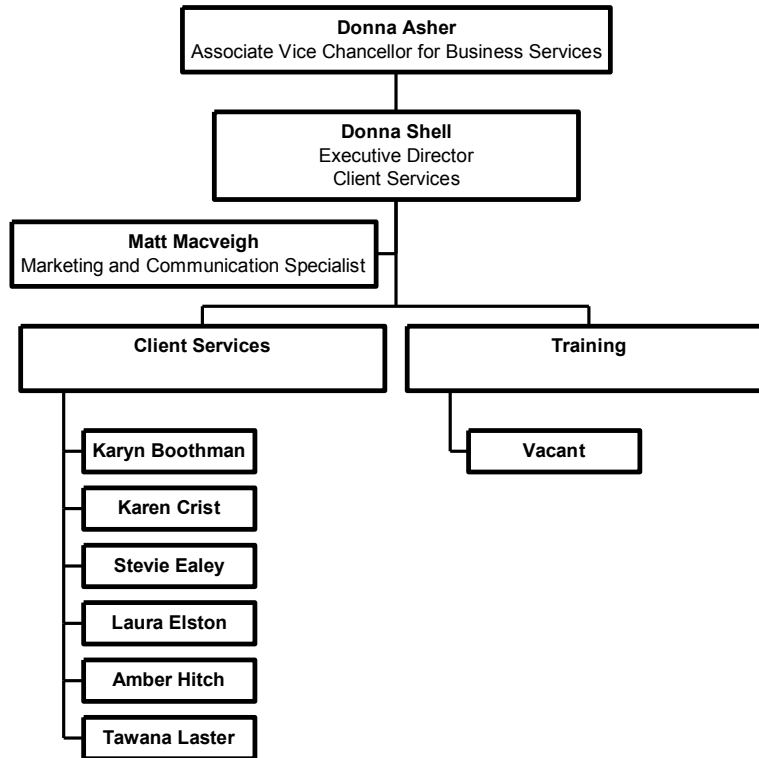 Donna Asher
Associate Vice Chancellor for Business Services
Donna Shell
Executive Director
Client Services
Matt Macveigh
Marketing and Communication Specialist
Client Services
Training
Karyn Boothman
Vacant
Karen Crist
Stevie Ealey
Laura Elston
Amber Hitch
Tawana Laster